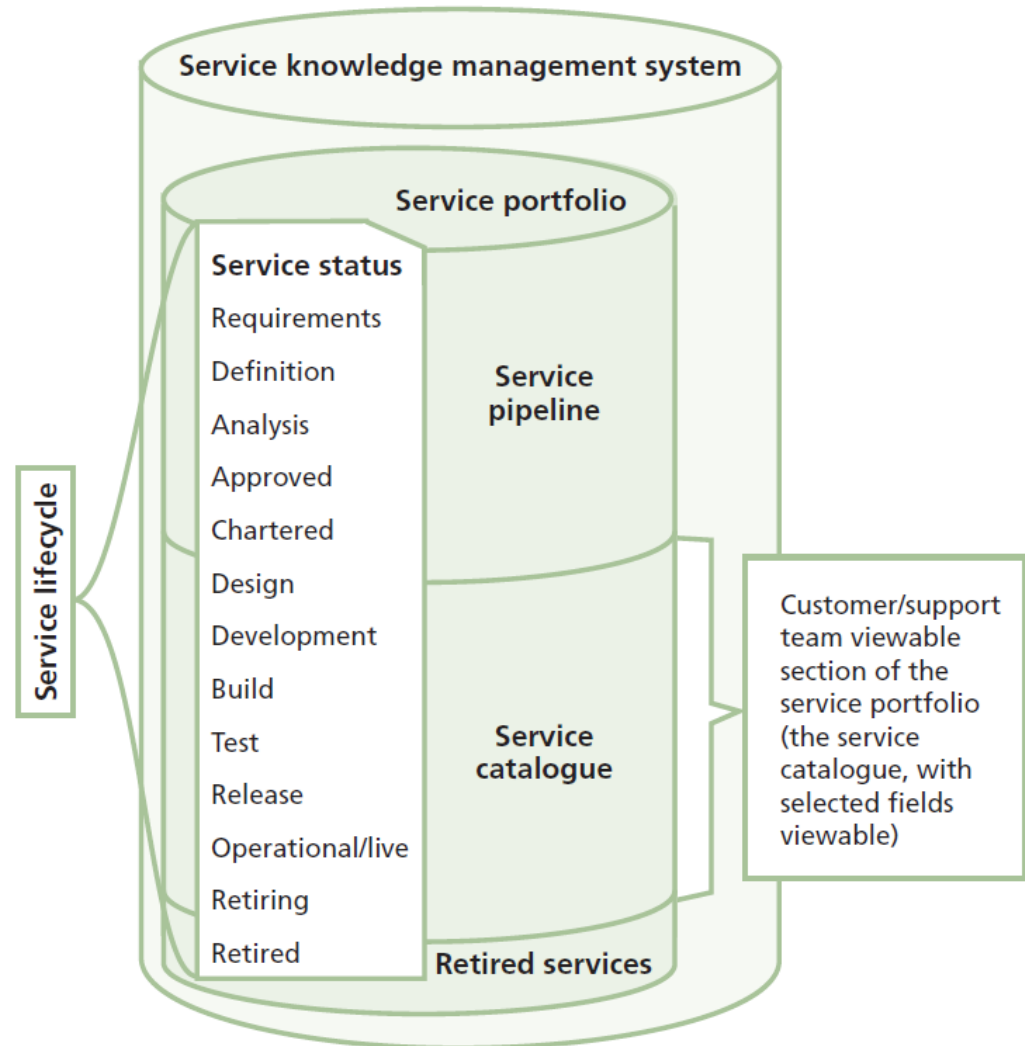 Service knowledge management system
Service portfolio
Service status
Requirements
Definition
Analysis
Approved
Chartered
Design
Development
Build
Test
Release
Operational/live
Retiring
Retired
Service
pipeline
Service
catalogue
Retired services
Service lifecycle
Customer/support
team viewable
section of the
service portfolio
(the service
catalogue, with
selected fields
viewable)